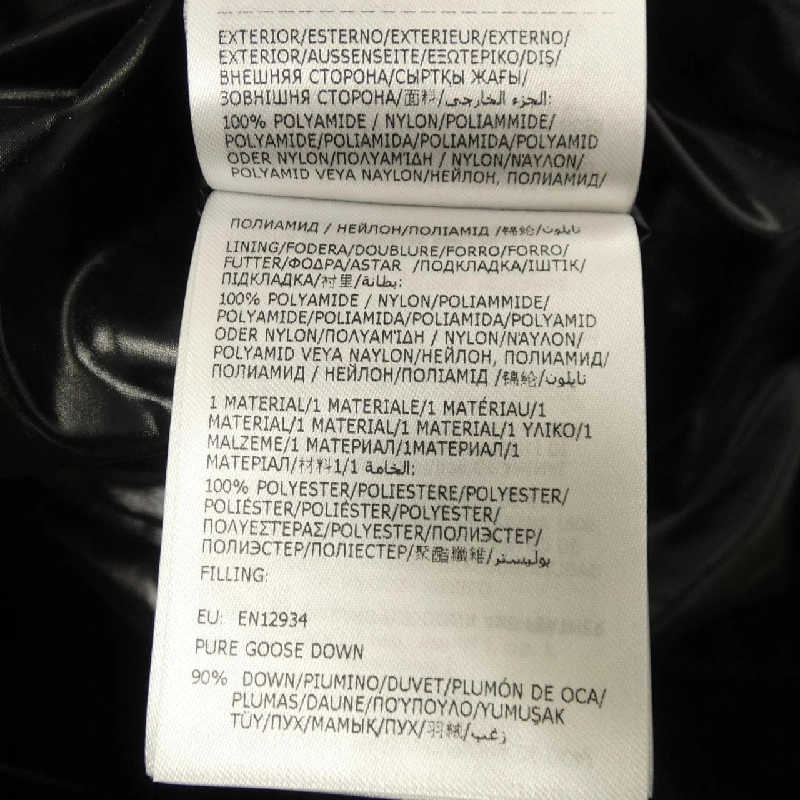 EXTERIOR/ESTERNO/EXTERIEUR/EXTERNO/
EXTERIOR/AUSSENSEITE/ΕΞΩΤΕΡΙΚΟ/DIŞ/
ВНЕШНЯЯ СТОРОНА/СЫРТҚЫ ЖАҒЫ/
ЗОВНІШНЯ СТОРОНА/面料/الجزء الخارجي:
100% POLYAMIDE / NYLON/POLIAMMIDE/
POLYAMIDE/POLIAMIDA/POLIAMIDA/POLYAMID
ODER NYLON/ΠΟΛΥΑΜΊΔΗ / NYLON/ΝΆΥΛΟΝ/
POLYAMID VEYA NAYLON/НЕЙЛОН, ПОЛИАМИД/
ПОЛИАМИД / НЕЙЛОН/ПОЛІАМІД /锦纶/نايلون
LINING/FODERA/DOUBLURE/FORRO/FORRO/
FUTTER/ΦΟΔΡΑ/ASTAR /ПОДКЛАДКА/ІШТІК/
ПІДКЛАДКА/衬里/بطانة:
100% POLYAMIDE / NYLON/POLIAMMIDE/
POLYAMIDE/POLIAMIDA/POLIAMIDA/POLYAMID
ODER NYLON/ΠΟΛΥΑΜΊΔΗ / NYLON/ΝΆΥΛΟΝ/
POLYAMID VEYA NAYLON/НЕЙЛОН, ПОЛИАМИД/
ПОЛИАМИД / НЕЙЛОН/ПОЛІАМІД /锦纶/نايلون
1 MATERIAL/1 MATERIALE/1 MATÉRIAU/1
MATERIAL/1 MATERIAL/1 MATERIAL/1 ΥΛΙΚΟ/1
MALZEME/1 МАТЕРИАЛ/1МАТЕРИАЛ/1
МАТЕРІАЛ/材料1/1 الخامة:
100% POLYESTER/POLIESTERE/POLYESTER/
POLIÉSTER/POLIÉSTER/POLYESTER/
ΠΟΛΥΕΣΤΈΡΑΣ/POLYESTER/ПОЛИЭСТЕР/
ПОЛИЭСТЕР/ПОЛІЕСТЕР/聚酯纖維/بوليستر
FILLING:
EU: EN12934
PURE GOOSE DOWN
90% DOWN/PIUMINO/DUVET/PLUMÓN DE OCA/
PLUMAS/DAUNE/ΠΟΎΠΟΥΛΟ/YUMUŞAK
TÜY/ПУХ/МАМЫҚ/ПУХ/羽絨/زغب